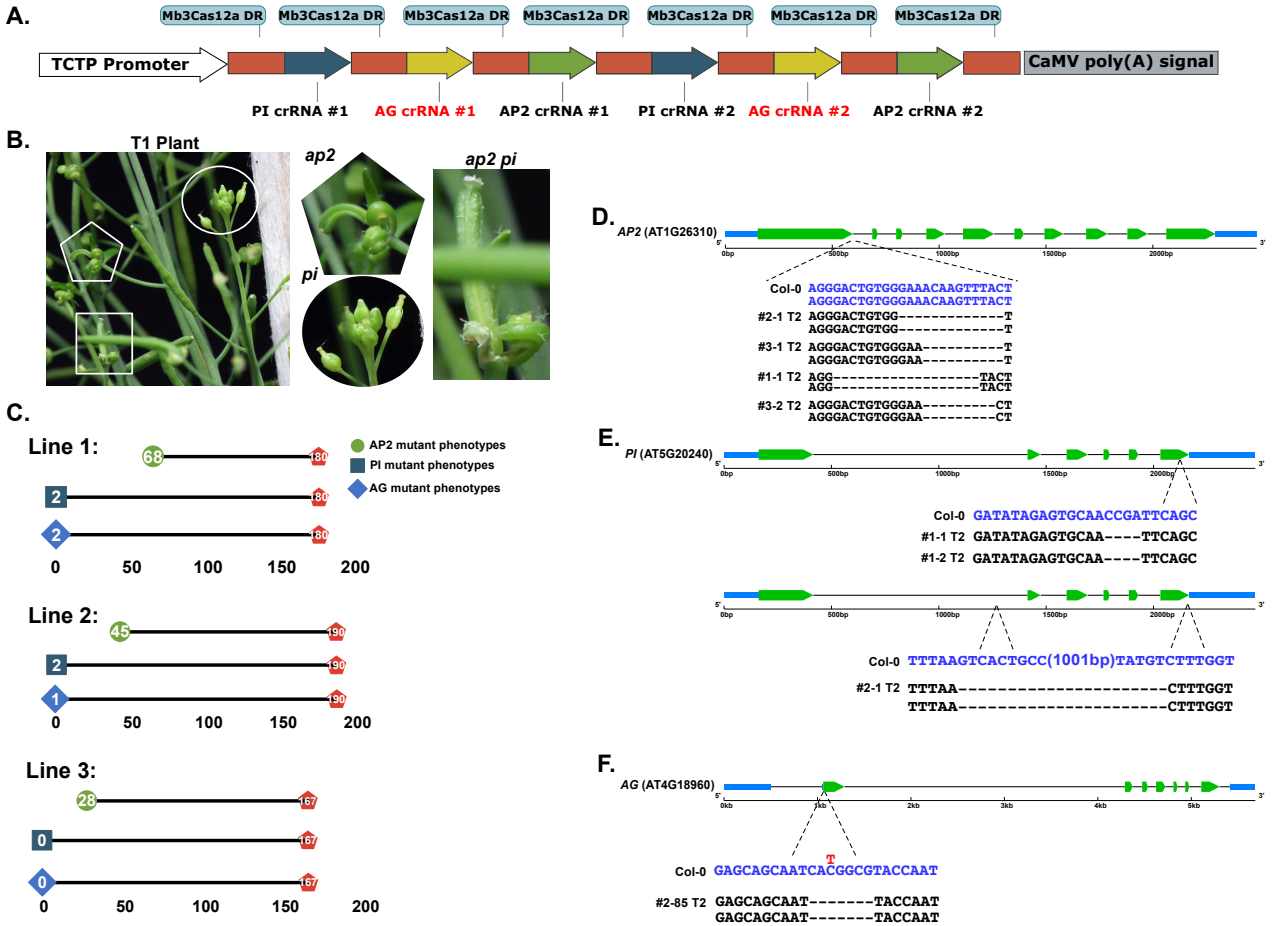 A.
Mb3Cas12a DR Mb3Cas12a DR Mb3Cas12a DR Mb3Cas12a DR Mb3Cas12a DR Mb3Cas12a DR Mb3Cas12a DR
TCTP Promoter
CaMV poly(A) signal
PI crRNA #1 AG crRNA #1 AP2 crRNA #1 PI crRNA #2 AG crRNA #2 AP2 crRNA #2
B.
T1 Plant
ap2
pi
ap2 pi
C.
Line 1:
68 180
2 180
2 180
0 50 100 150 200
AP2 mutant phenotypes
PI mutant phenotypes
AG mutant phenotypes
Line 2:
45 190
2 190
1 190
0 50 100 150 200
Line 3:
28 167
0 167
0 167
0 50 100 150 200
D.
AP2 (AT1G26310)
5' 3'
0bp 500bp 1000bp 1500bp 2000bp
Col-0 AGGGACTGTGGGAAACAAGTTTACT
AGGGACTGTGGGAAACAAGTTTACT
#2-1 T2 AGGGACTGTGG-------------T
AGGGACTGTGG-------------T
#3-1 T2 AGGGACTGTGGGAA----------T
AGGGACTGTGGGAA----------T
#1-1 T2 AGG------------------TACT
AGG------------------TACT
#3-2 T2 AGGGACTGTGGGAA---------CT
AGGGACTGTGGGAA---------CT
E.
PI (AT5G20240)
5' 3'
0bp 500bp 1000bp 1500bp 2000bp
Col-0 GATATAGAGTGCAACCGATTCAGC
#1-1 T2 GATATAGAGTGCAA----TTCAGC
#1-2 T2 GATATAGAGTGCAA----TTCAGC
5' 3'
0bp 500bp 1000bp 1500bp 2000bp
Col-0 TTTAAGTCACTGCC(1001bp)TATGTCTTTGGT
#2-1 T2 TTTAA---------------------CTTTGGT
TTTAA---------------------CTTTGGT
F.
AG (AT4G18960)
5' 3'
0kb 1kb 2kb 3kb 4kb 5kb
T
Col-0 GAGCAGCAATCACGGCGTACCAAT
#2-85 T2 GAGCAGCAAT-------TACCAAT
GAGCAGCAAT-------TACCAAT